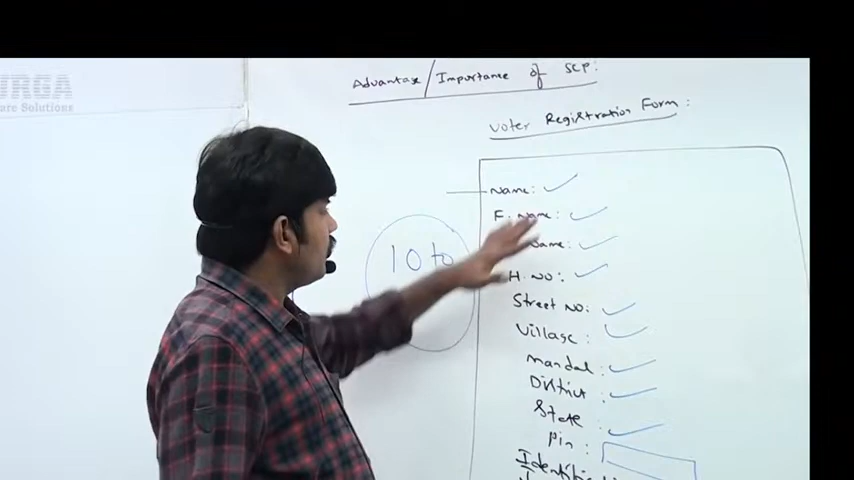 Advantage/Importance of SCP:
Voter Registration Form:
Name:
F. Name:
Name:
10 to
H. NO:
Street NO:
Village:
Mandal:
District:
State:
Pin:
Solutions